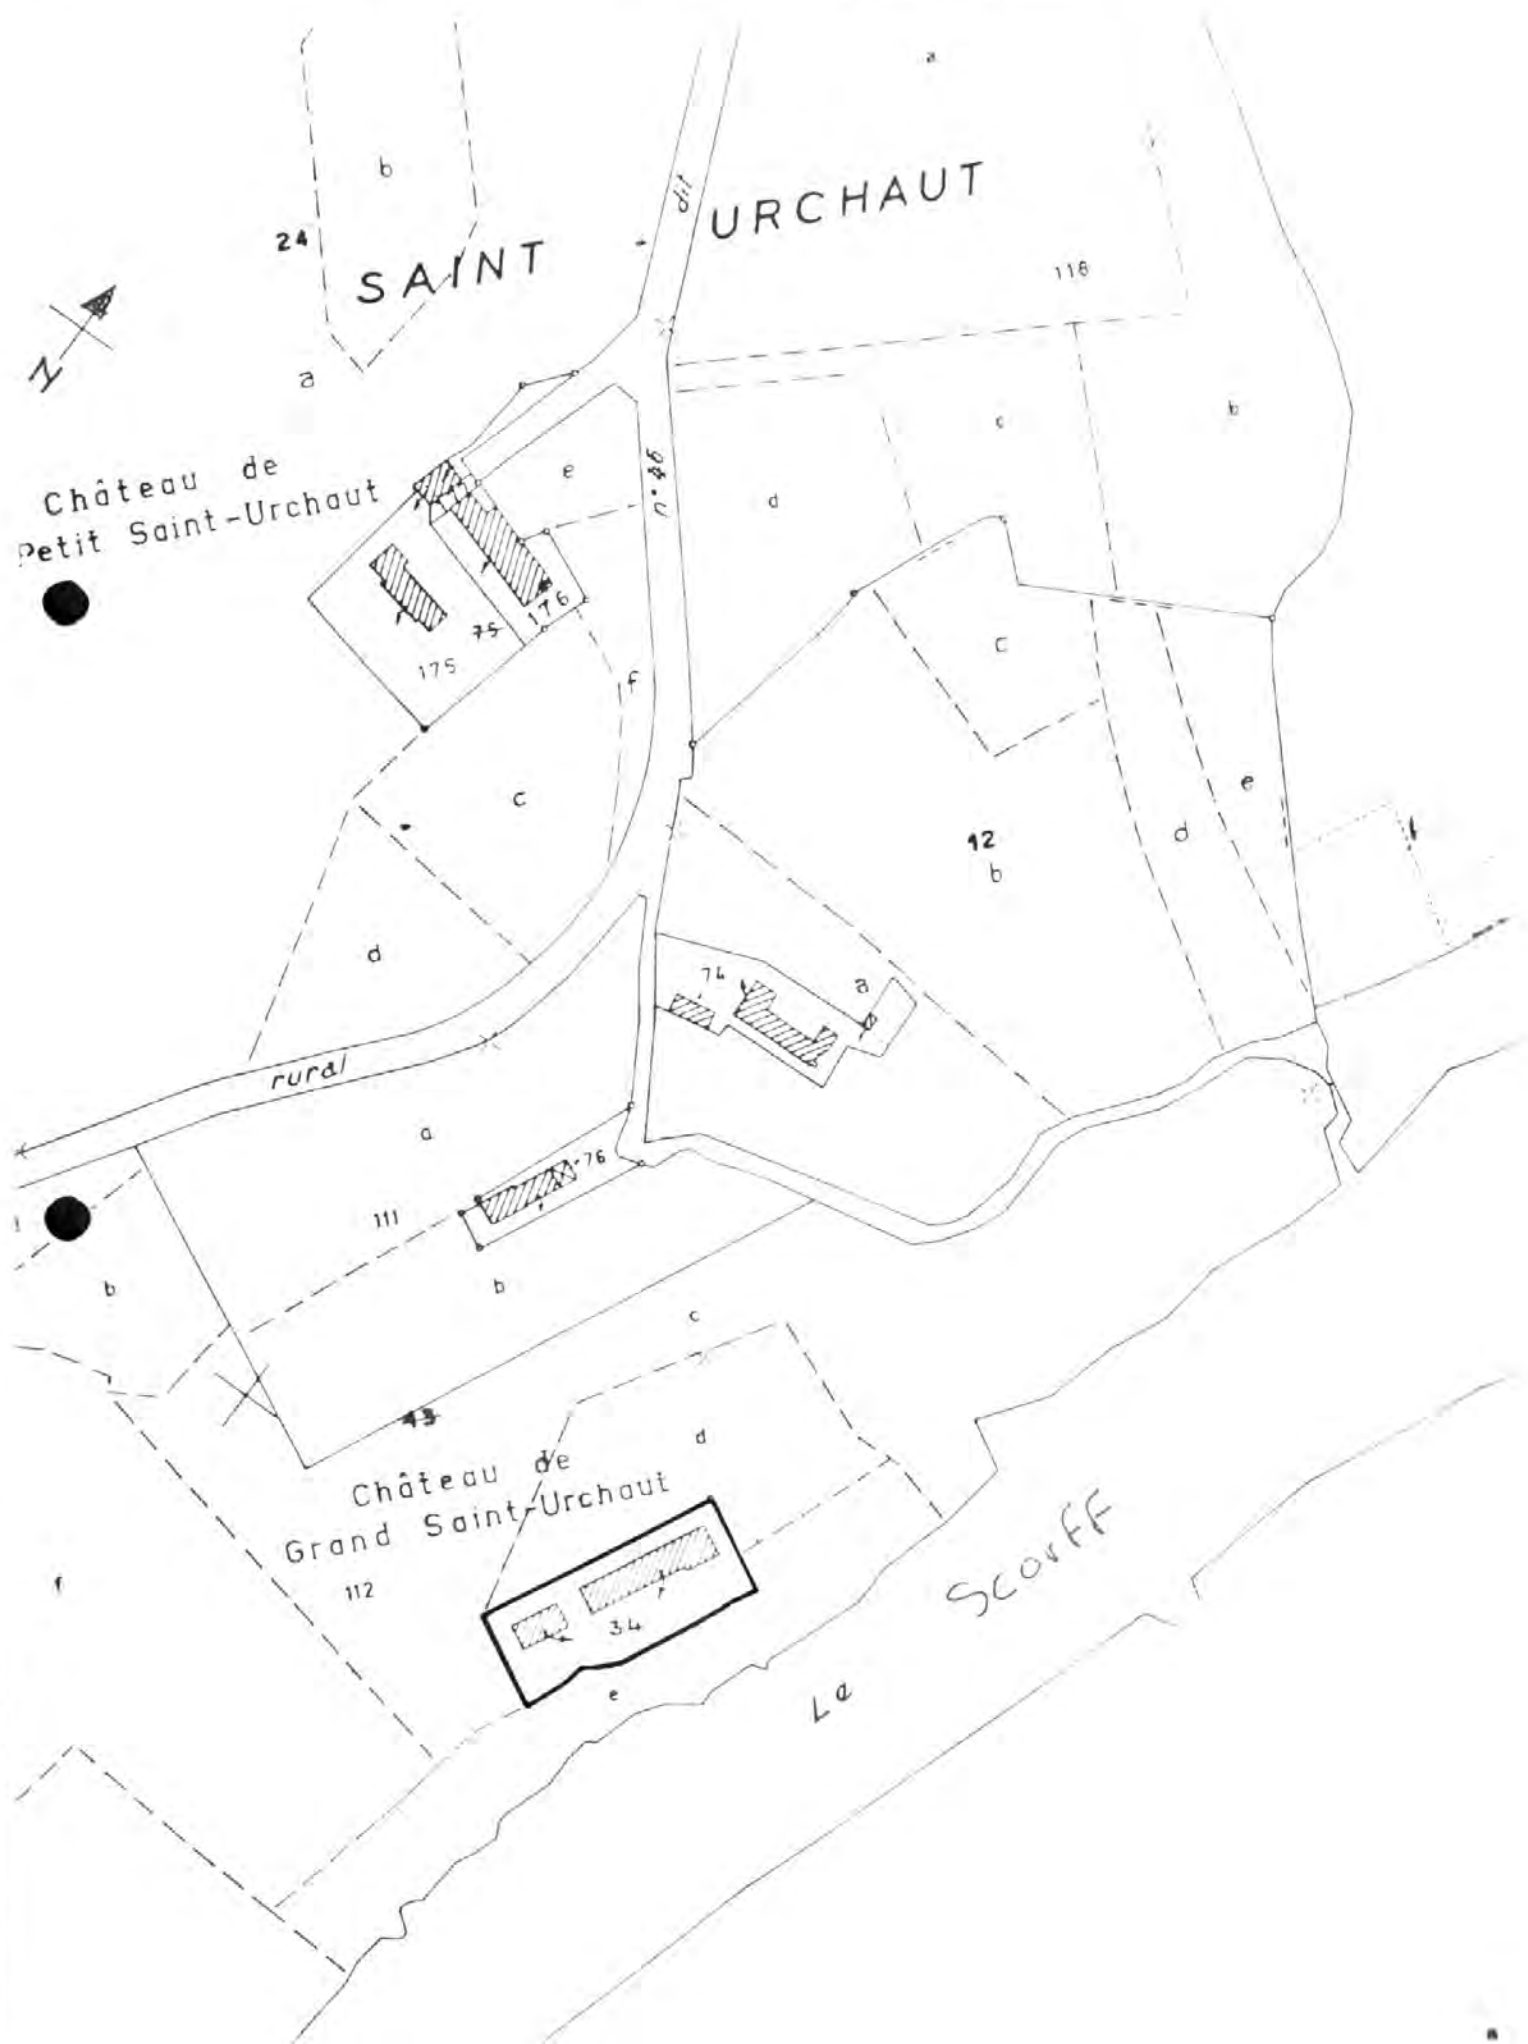 a
b
dit
SAINT - URCHAUT
24
118
N
a
c
b
Château de
Petit Saint-Urchaut
e
d
176
75
175
c
f
c
e
12
b
d
d
74
a
rural
a
76
111
b
b
c
43
d
Château de
Grand Saint-Urchaut
f
112
34
Scorff
e
Le